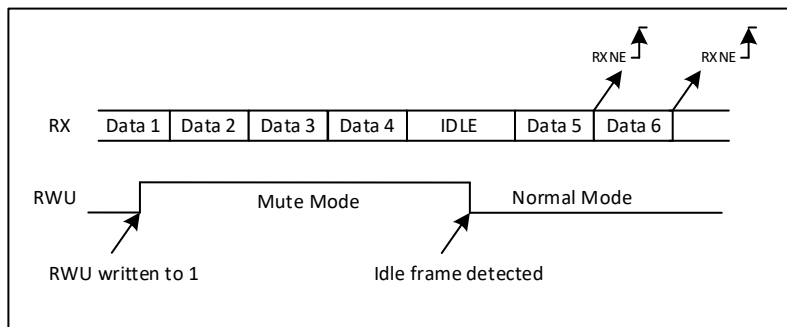 RXNE RXNE
RX Data 1 Data 2 Data 3 Data 4 IDLE Data 5 Data 6
RWU Mute Mode Normal Mode
RWU written to 1 Idle frame detected